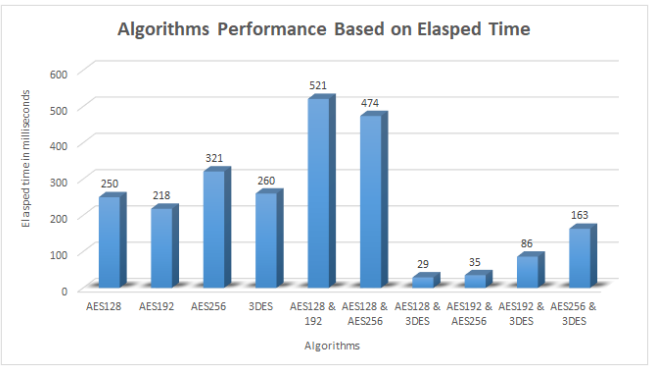 Algorithms Performance Based on Elasped Time
Elasped time in milliseconds
600
500
400
300
200
100
0
250
218
321
260
521
474
29
35
86
163
AES128
AES192
AES256
3DES
AES128 &
192
AES128 &
AES256
AES128 &
3DES
AES192 &
AES256
AES192 &
3DES
AES256 &
3DES
Algorithms